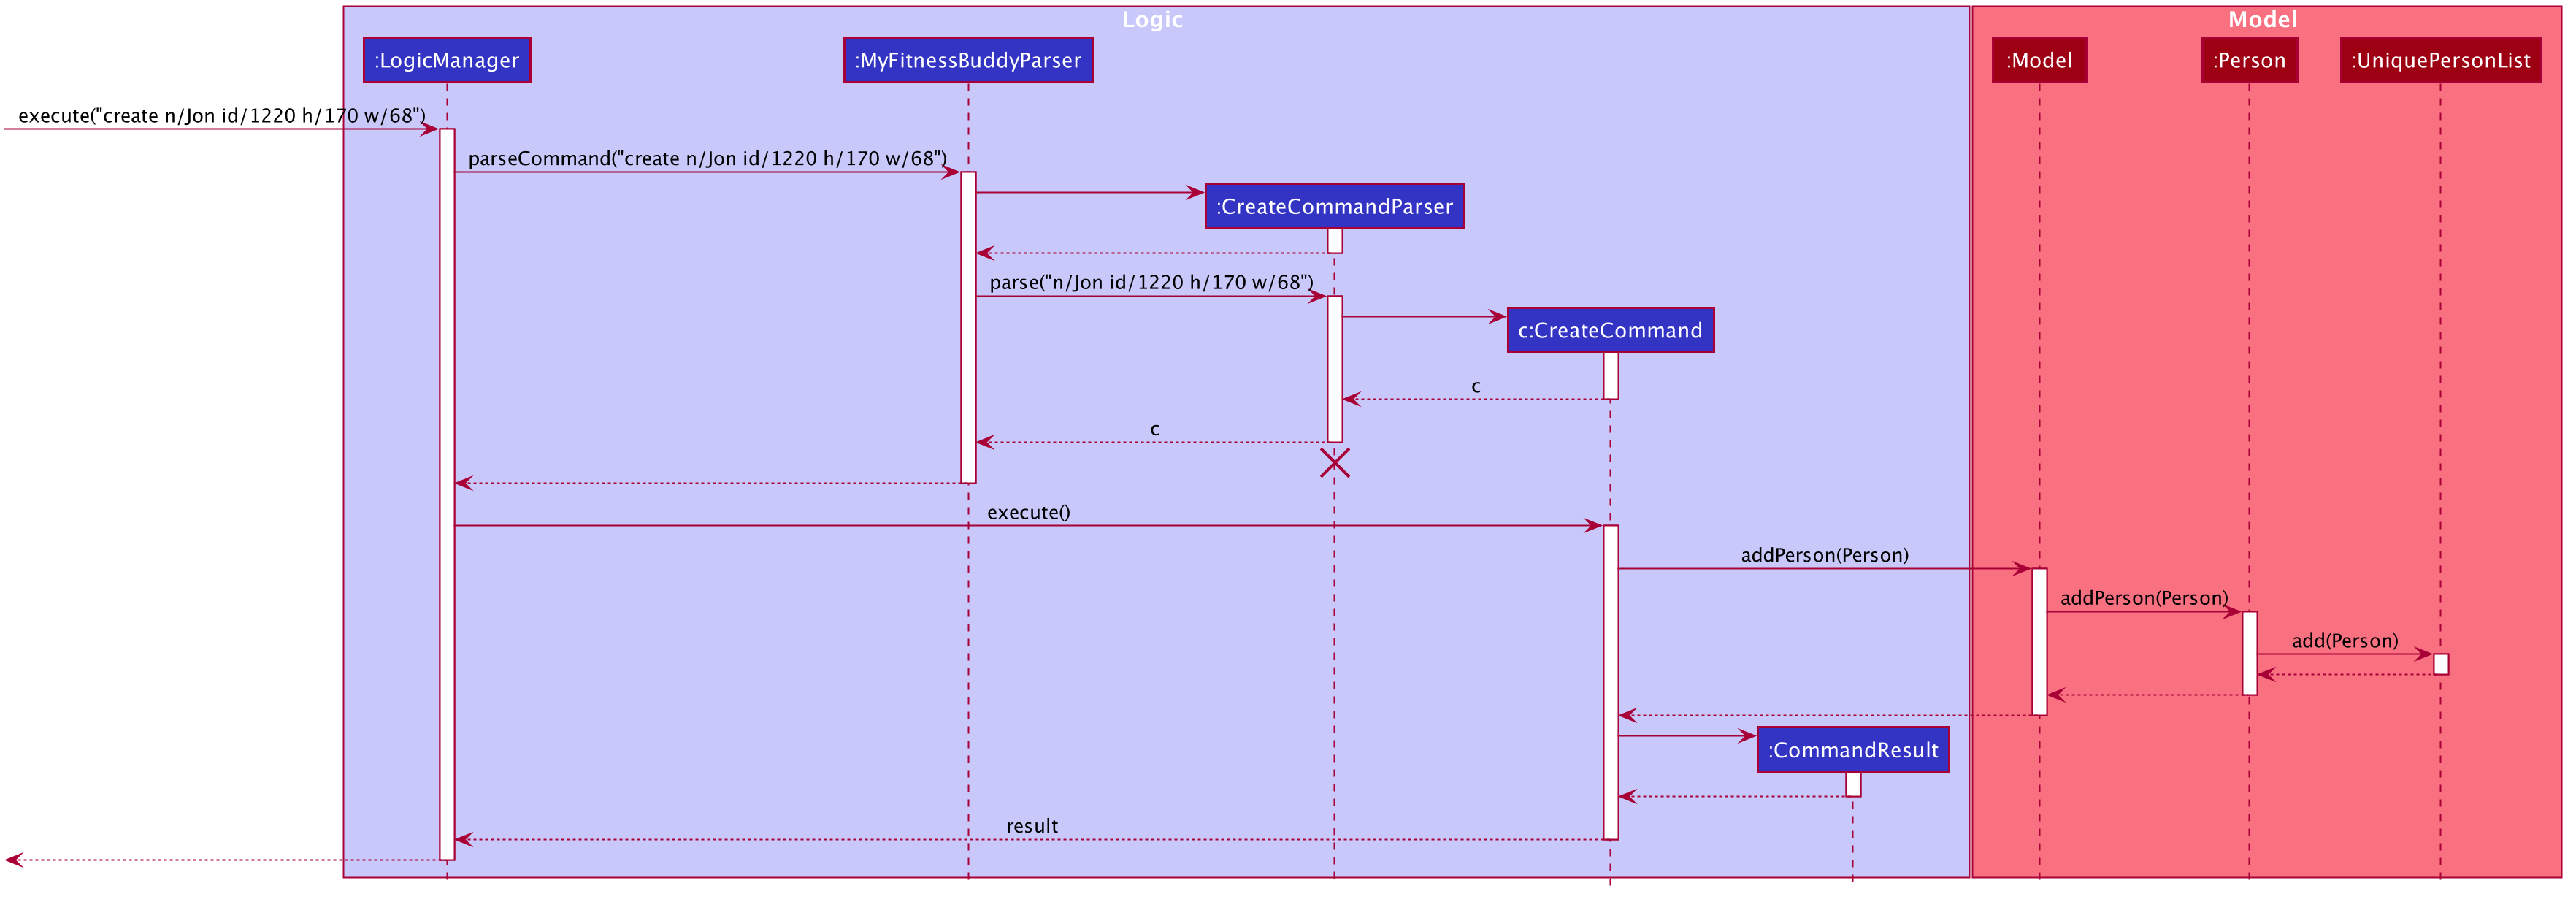 Logic
Model
:LogicManager
:MyFitnessBuddyParser
:Model
:Person
:UniquePersonList
execute("create n/Jon id/1220 h/170 w/68")
parseCommand("create n/Jon id/1220 h/170 w/68")
:CreateCommandParser
parse("n/Jon id/1220 h/170 w/68")
c:CreateCommand
c
c
execute()
addPerson(Person)
addPerson(Person)
add(Person)
:CommandResult
result